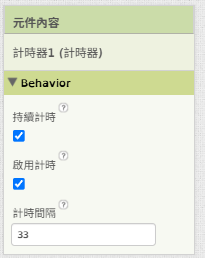 元件內容
計時器1 (計時器)
Behavior
持續計時 ?
啟用計時 ?
計時間隔 ?
33